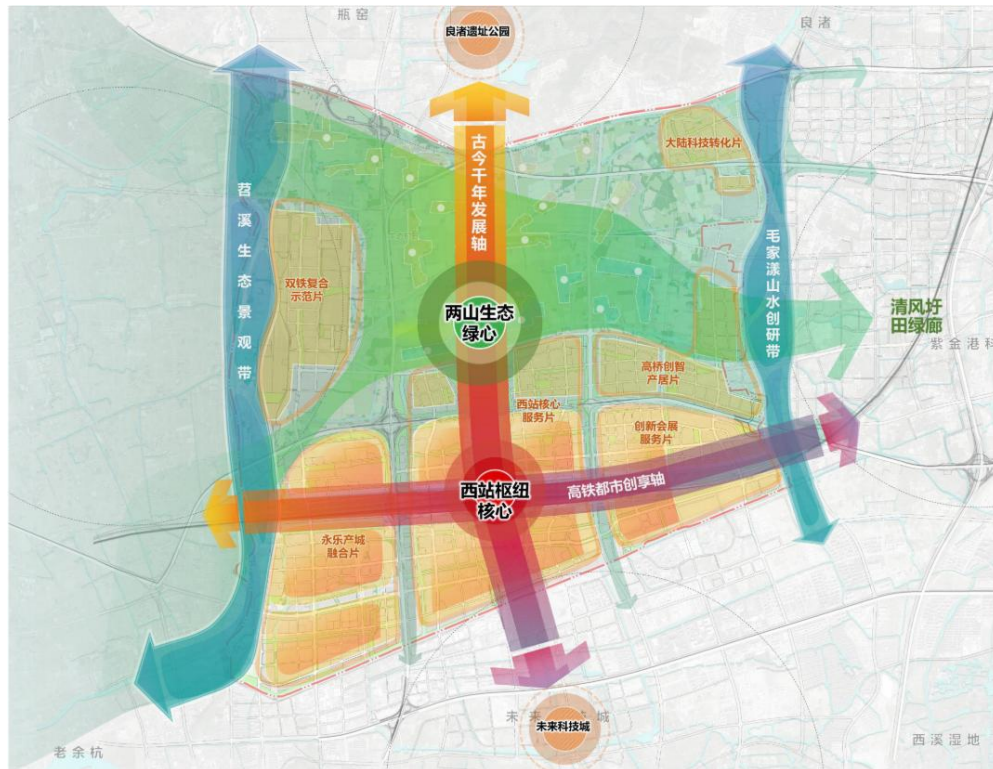 瓶窑
良渚遗址公园
良渚
古今千年发展轴
大陆科技转化片
苕溪生态景观带
毛家漾山水创研带
双铁复合
示范片
两山生态
绿心
清风圩
田绿廊
紫金港科
高桥创智
产居片
西站核心
服务片
创新会展
服务片
西站枢纽
核心
高铁都市创享轴
永乐产城
融合片
未来科技城
未来科技城
老余杭
西溪湿地